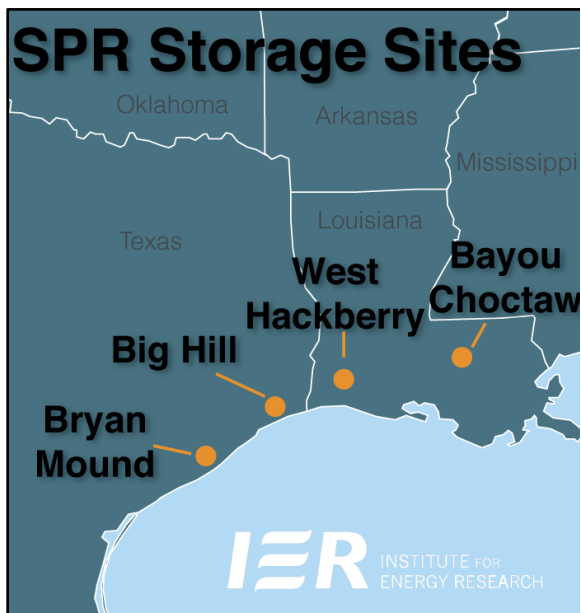 SPR Storage Sites
Oklahoma
Arkansas
Mississippi
Louisiana
Texas
West
Hackberry
Bayou
Choctaw
Big Hill
Bryan
Mound
IER
INSTITUTE FOR
ENERGY RESEARCH